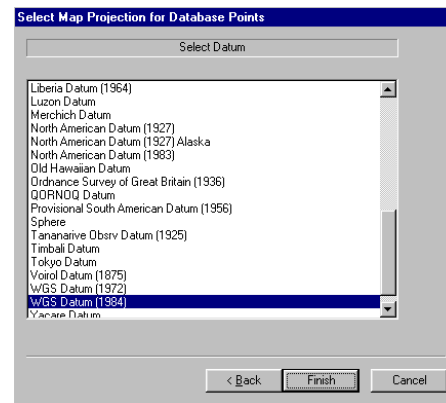 Select Map Projection for Database Points
Select Datum
Liberia Datum (1964)
Luzon Datum
Merchich Datum
North American Datum (1927)
North American Datum (1927) Alaska
North American Datum (1983)
Old Hawaiian Datum
Ordnance Survey of Great Britain (1936)
QORNOQ Datum
Provisional South American Datum (1956)
Sphere
Tananarive Obsrv Datum (1925)
Timbali Datum
Tokyo Datum
Voirol Datum (1875)
WGS Datum (1972)
WGS Datum (1984)
Yacare Datum
< Back Finish Cancel